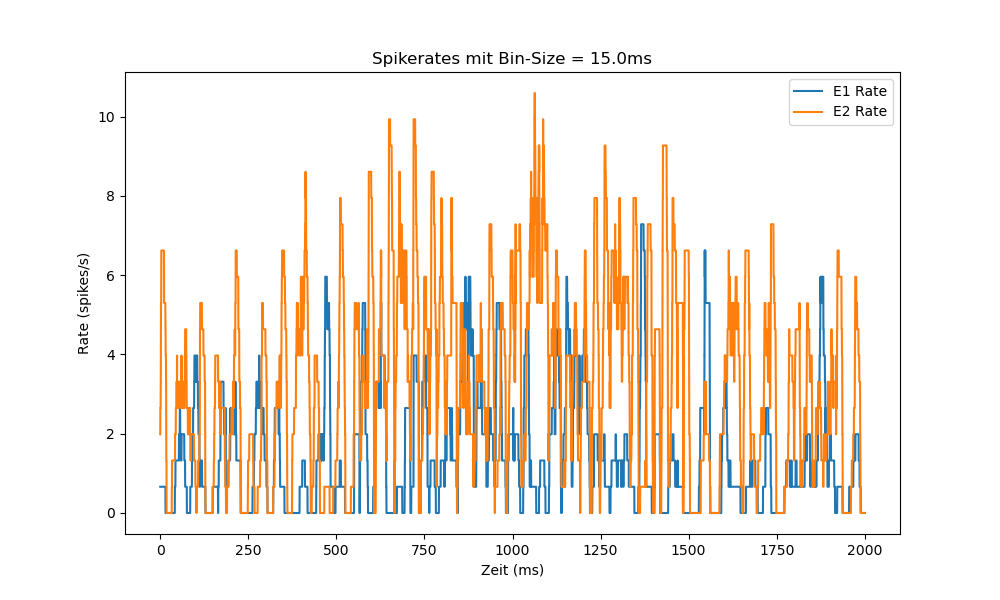 Spikerates mit Bin-Size = 15.0ms
E1 Rate
E2 Rate
10
8
6
4
2
0
Rate (spikes/s)
0 250 500 750 1000 1250 1500 1750 2000
Zeit (ms)